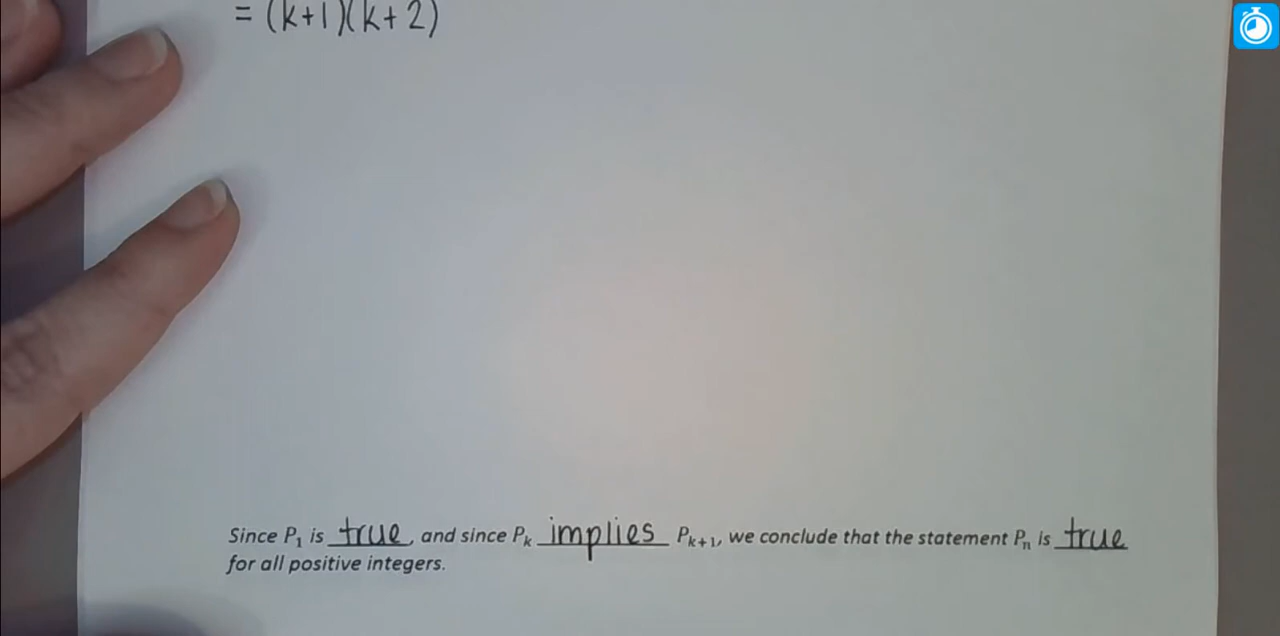 = (k+1)(k+2)
Since P₁ is true, and since Pₖ implies Pₖ₊₁, we conclude that the statement Pₙ is true
for all positive integers.